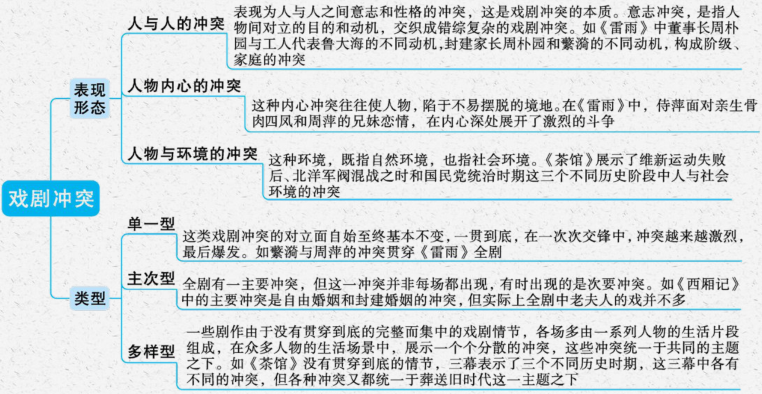 戏剧冲突
表现
形态
人与人的冲突
表现为人与人之间意志和性格的冲突，这是戏剧冲突的本质。意志冲突，是指人
物间对立的目的和动机，交织成错综复杂的戏剧冲突。如《雷雨》中董事长周朴
园与工人代表鲁大海的不同动机，封建家长周朴园和蘩漪的不同动机，构成阶级、
家庭的冲突
人物内心的冲突
这种内心冲突往往使人物，陷于不易摆脱的境地。在《雷雨》中，侍萍面对亲生骨
肉四凤和周萍的兄妹恋情，在内心深处展开了激烈的斗争
人物与环境的冲突
这种环境，既指自然环境，也指社会环境。《茶馆》展示了维新运动失败
后、北洋军阀混战之时和国民党统治时期这三个不同历史阶段中人与社会
环境的冲突
类型
单一型
这类戏剧冲突的对立面自始至终基本不变，一贯到底，在一次次交锋中，冲突越来越激烈，
最后爆发。如蘩漪与周萍的冲突贯穿《雷雨》全剧
主次型
全剧有一主要冲突，但这一冲突并非每场都出现，有时出现的是次要冲突。如《西厢记》
中的主要冲突是自由婚姻和封建婚姻的冲突，但实际上全剧中老夫人的戏并不多
多样型
一些剧作由于没有贯穿到底的完整而集中的戏剧情节，各场多由一系列人物的生活片段
组成，在众多人物的生活场景中，展示一个个分散的冲突，这些冲突统一于共同的主题
之下。如《茶馆》没有贯穿到底的情节，三幕表示了三个不同历史时期，这三幕中各有
不同的冲突，但各种冲突又都统一于葬送旧时代这一主题之下